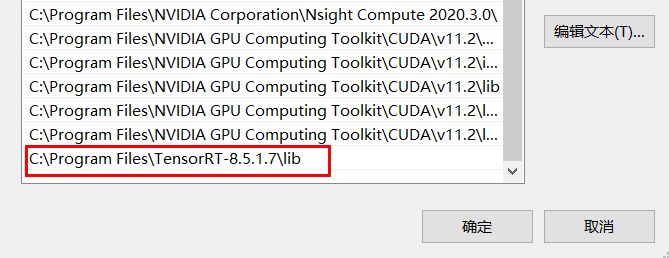 C:\Program Files\NVIDIA Corporation\Nsight Compute 2020.3.0\
C:\Program Files\NVIDIA GPU Computing Toolkit\CUDA\v11.2\...
编辑文本(T)...
C:\Program Files\NVIDIA GPU Computing Toolkit\CUDA\v11.2\i...
C:\Program Files\NVIDIA GPU Computing Toolkit\CUDA\v11.2\lib
C:\Program Files\NVIDIA GPU Computing Toolkit\CUDA\v11.2\l...
C:\Program Files\NVIDIA GPU Computing Toolkit\CUDA\v11.2\l...
C:\Program Files\TensorRT-8.5.1.7\lib
确定
取消